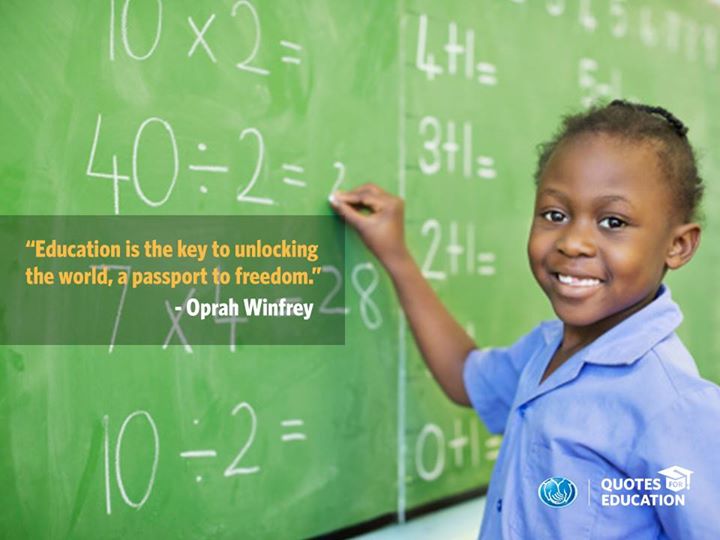 10 x 2 =
40 ÷ 2 = 2
“Education is the key to unlocking
the world, a passport to freedom.”
- Oprah Winfrey
7 x 4 = 28
10 ÷ 2 =
4+1=
3+1=
2+1=
0+1=
QUOTES
FOR
EDUCATION